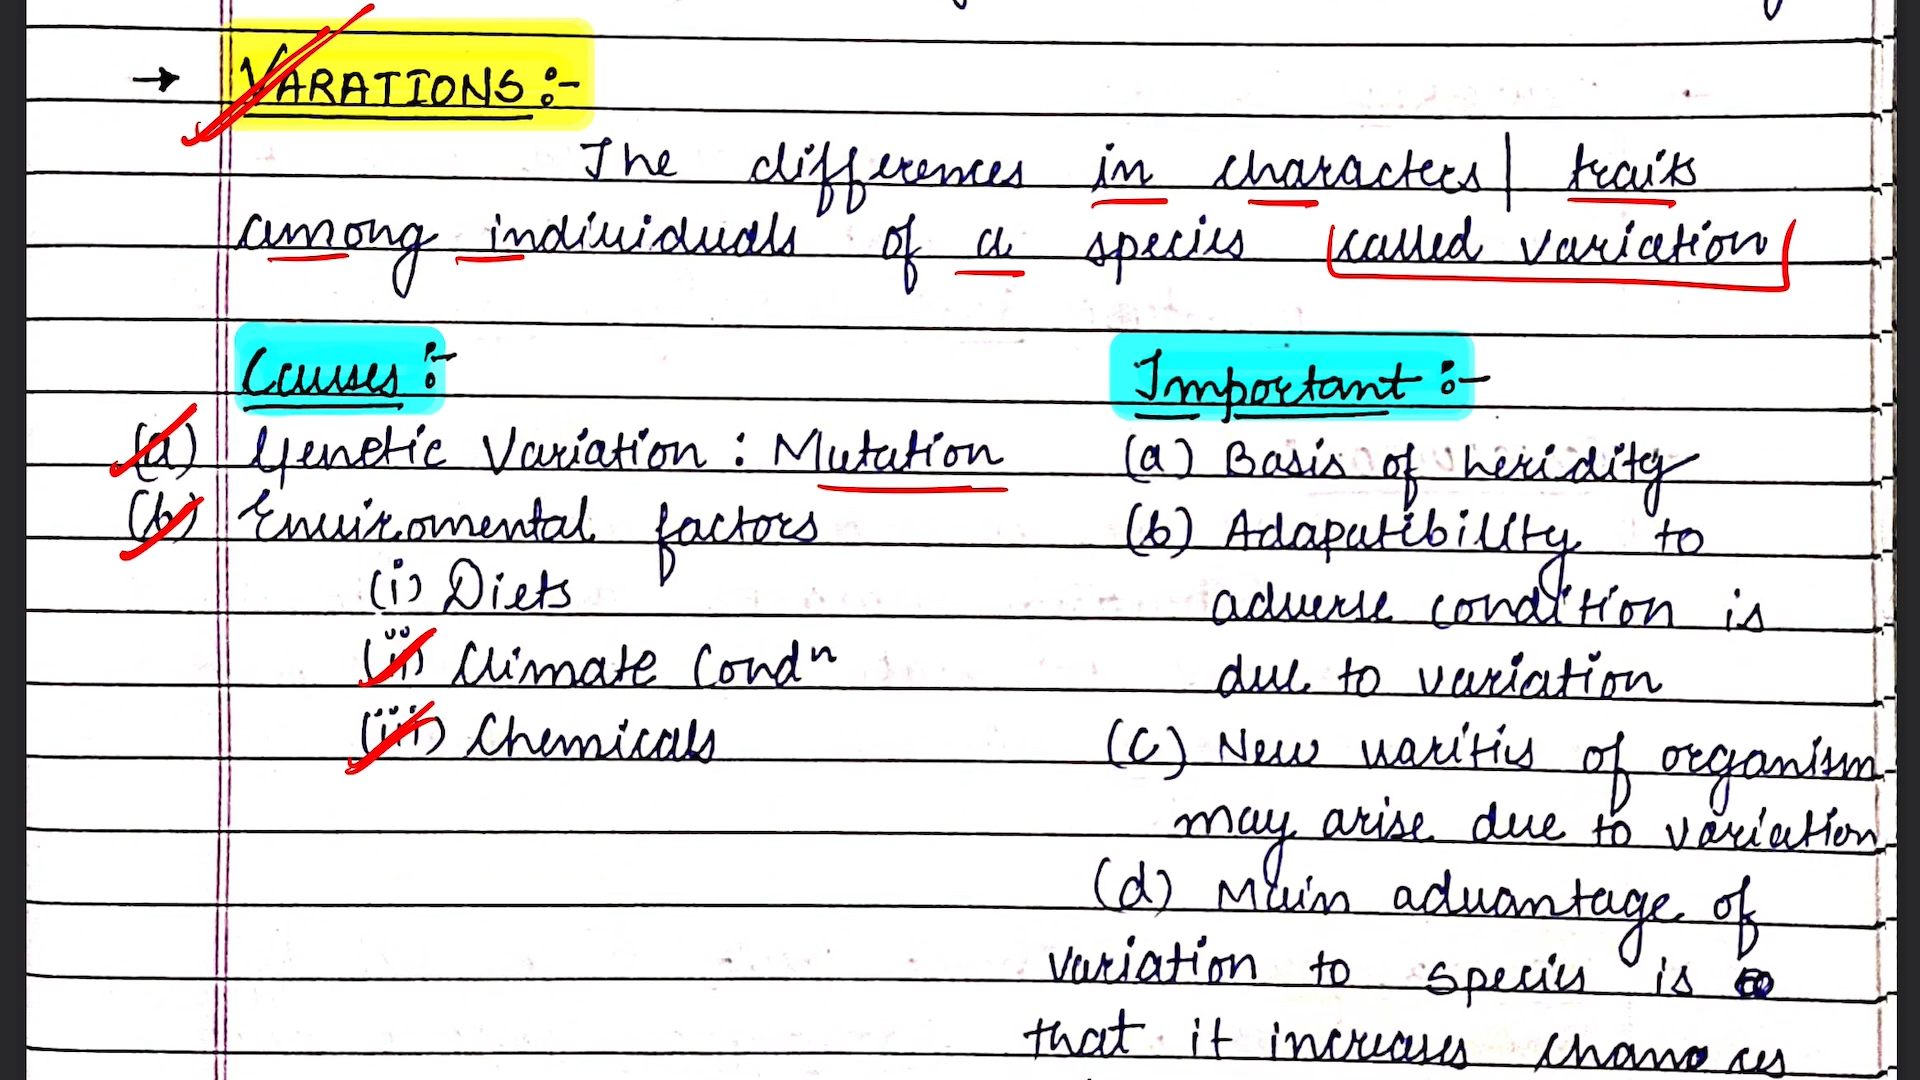 → VARATIONS :-
The differences in characters| traits
among individuals of a species called variation
Causes :-
(a) Genetic Variation : Mutation
(b) Enviromental factors
(i) Diets
(ii) Climate Condⁿ
(iii) Chemicals
Important :-
(a) Basis of heridity
(b) Adapatibility to
adverse condition is
due to variation
(c) New varitis of organism
may arise due to variation
(d) Main advantage of
variation to species is
that it increases chances